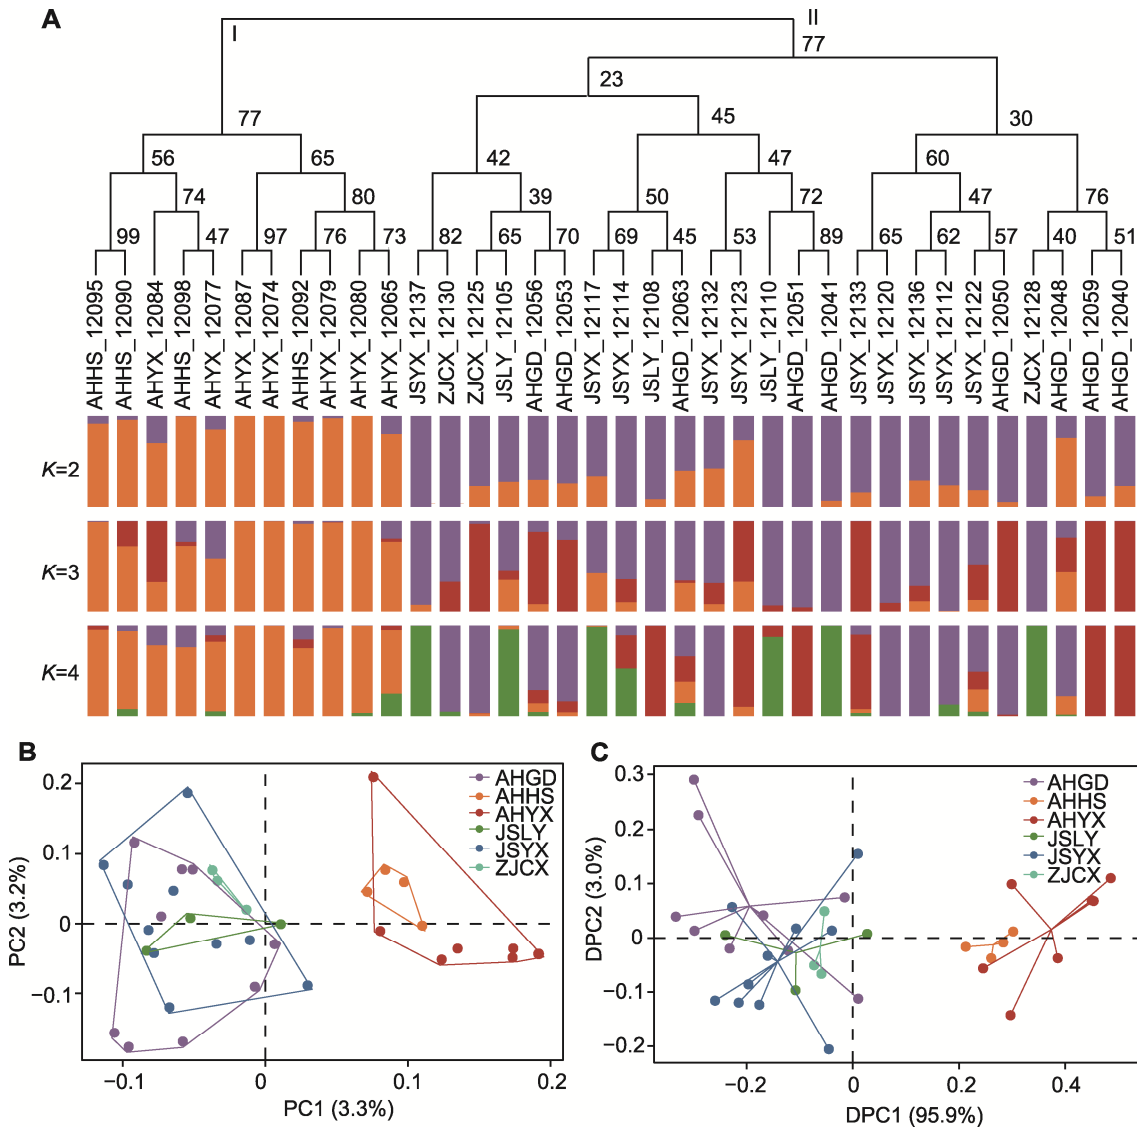 A
I
II
77
23
77
45
30
56
65
42
47
60
74
80
39
50
72
47
76
99
47
97
76
73
82
65
70
69
45
53
89
65
62
57
40
51
AHHS_12095
AHHS_12090
AHYX_12084
AHHS_12098
AHYX_12077
AHYX_12087
AHYX_12074
AHHS_12092
AHYX_12079
AHYX_12080
AHYX_12065
JSYX_12137
ZJCX_12130
ZJCX_12125
JSLY_12105
AHGD_12056
AHGD_12053
JSYX_12117
JSYX_12114
JSLY_12108
AHGD_12063
JSYX_12132
JSYX_12123
JSLY_12110
AHGD_12051
AHGD_12041
JSYX_12133
JSYX_12120
JSYX_12136
JSYX_12112
JSYX_12122
AHGD_12050
ZJCX_12128
AHGD_12048
AHGD_12059
AHGD_12040
K=2
K=3
K=4
B
PC2 (3.2%)
0.2
0.1
0
−0.1
−0.1
0
0.1
0.2
PC1 (3.3%)
AHGD
AHHS
AHYX
JSLY
JSYX
ZJCX
C
DPC2 (3.0%)
0.3
0.2
0.1
0
−0.1
−0.2
−0.2
0
0.2
0.4
DPC1 (95.9%)
AHGD
AHHS
AHYX
JSLY
JSYX
ZJCX